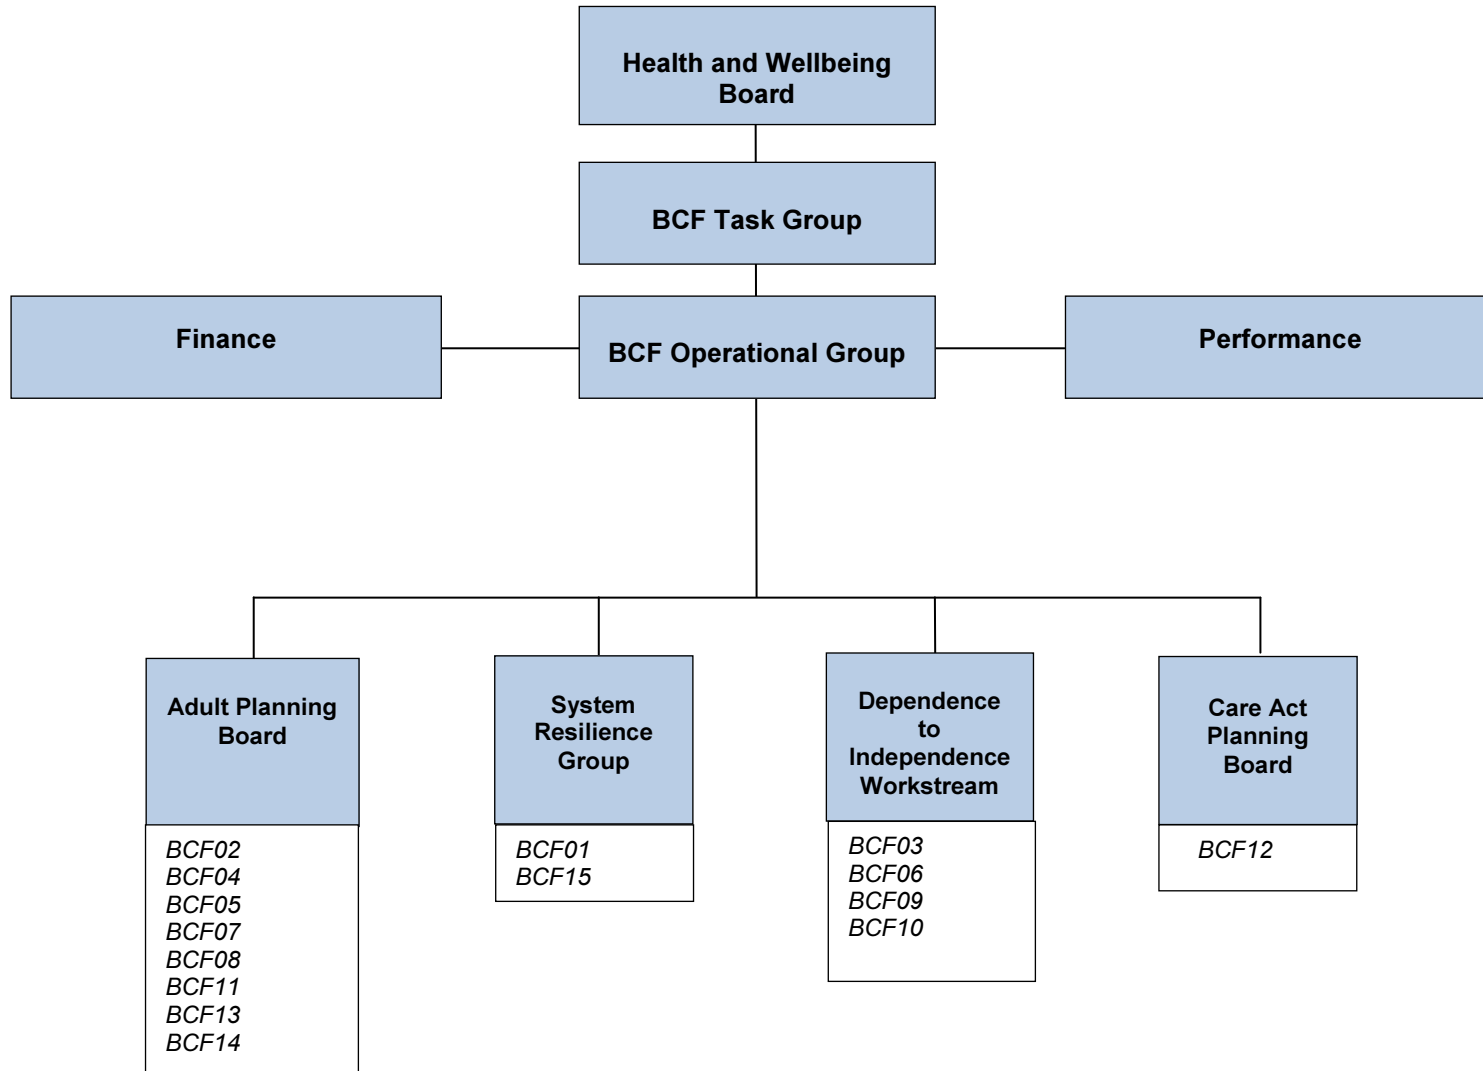 Health and Wellbeing
Board
BCF Task Group
Finance
BCF Operational Group
Performance
Adult Planning
Board
BCF02
BCF04
BCF05
BCF07
BCF08
BCF11
BCF13
BCF14
System
Resilience
Group
BCF01
BCF15
Dependence
to
Independence
Workstream
BCF03
BCF06
BCF09
BCF10
Care Act
Planning
Board
BCF12